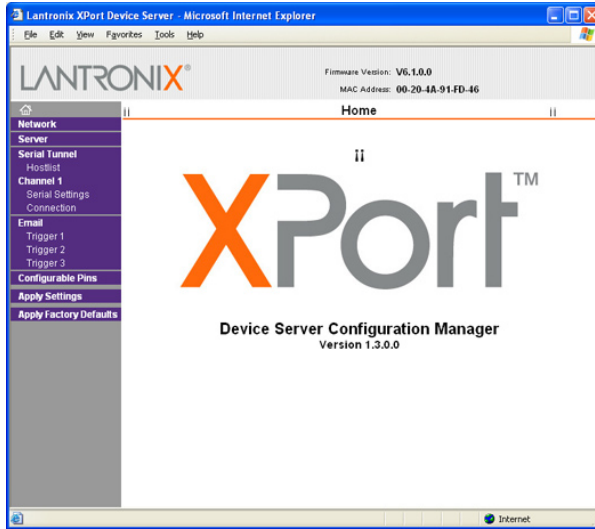 Lantronix XPort Device Server - Microsoft Internet Explorer
File Edit View Favorites Tools Help
LANTRONIX®
Firmware Version: V6.1.0.0
MAC Address: 00-20-4A-91-FD-46
¡¡ Home ¡¡
Network
Server
Serial Tunnel
Hostlist
Channel 1
Serial Settings
Connection
Email
Trigger 1
Trigger 2
Trigger 3
Configurable Pins
Apply Settings
Apply Factory Defaults
¡¡
XPort™
Device Server Configuration Manager
Version 1.3.0.0
Internet